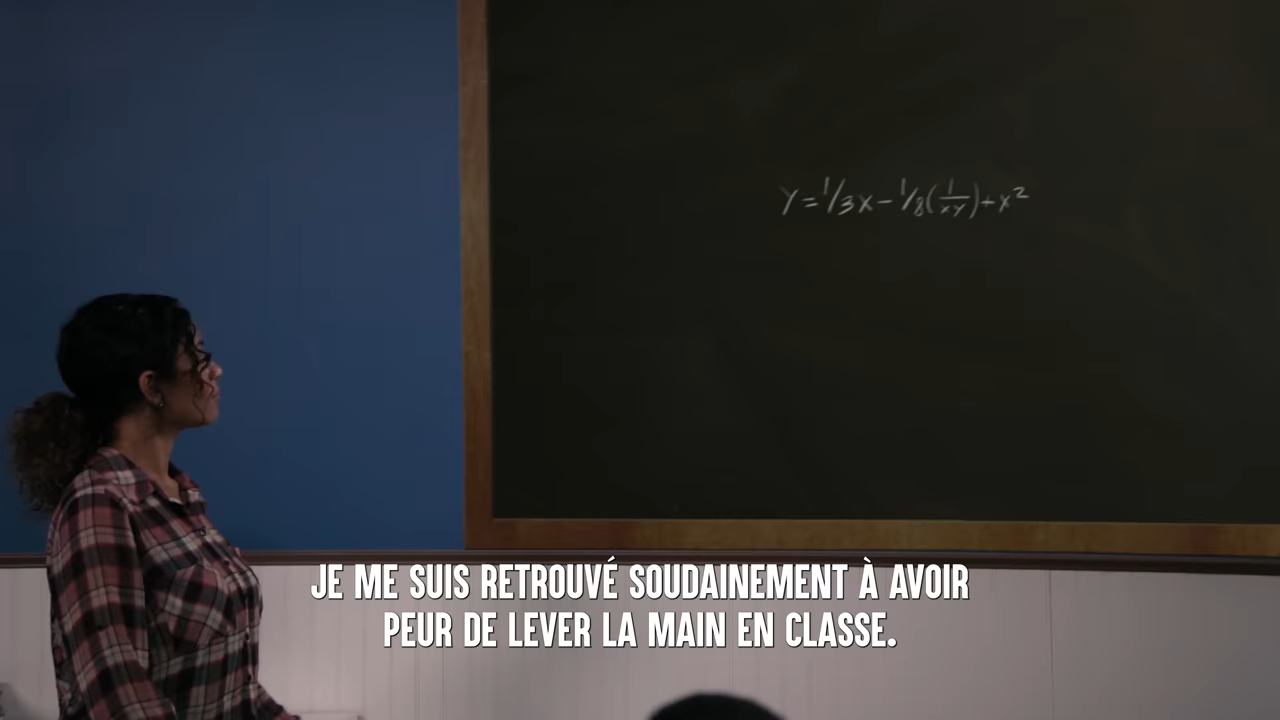 Y = 1/3 x - 1/8 (1/xy) + x²
JE ME SUIS RETROUVÉ SOUDAINEMENT À AVOIR
PEUR DE LEVER LA MAIN EN CLASSE.